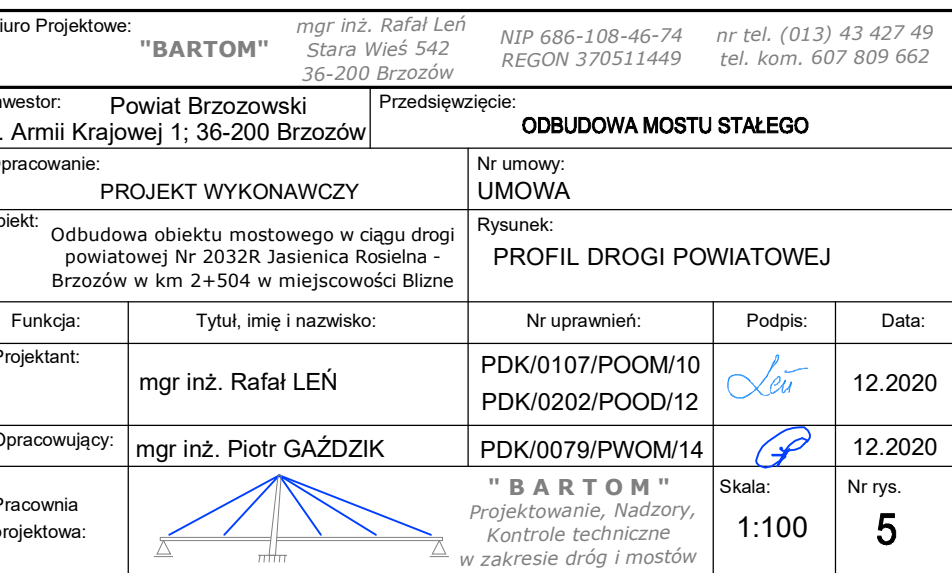 iuro Projektowe:
"BARTOM"
mgr inż. Rafał Leń
Stara Wieś 542
36-200 Brzozów
NIP 686-108-46-74
REGON 370511449
nr tel. (013) 43 427 49
tel. kom. 607 809 662
nwestor: Powiat Brzozowski
. Armii Krajowej 1; 36-200 Brzozów
Przedsięwzięcie:
ODBUDOWA MOSTU STAŁEGO
pracowanie:
PROJEKT WYKONAWCZY
Nr umowy:
UMOWA
biekt:
Odbudowa obiektu mostowego w ciągu drogi
powiatowej Nr 2032R Jasienica Rosielna -
Brzozów w km 2+504 w miejscowości Blizne
Rysunek:
PROFIL DROGI POWIATOWEJ
Funkcja: Tytuł, imię i nazwisko: Nr uprawnień: Podpis: Data:
Projektant:
mgr inż. Rafał LEŃ
PDK/0107/POOM/10
PDK/0202/POOD/12
Leń
12.2020
Opracowujący: mgr inż. Piotr GAŹDZIK PDK/0079/PWOM/14 12.2020
Pracownia
projektowa:
"BARTOM"
Projektowanie, Nadzory,
Kontrole techniczne
w zakresie dróg i mostów
Skala:
1:100
Nr rys.
5